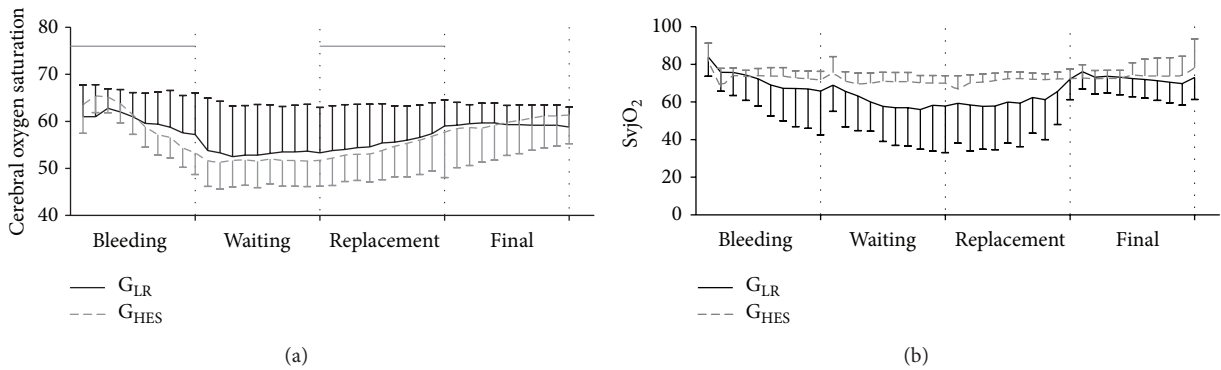 80
70
60
50
40
Cerebral oxygen saturation
Bleeding Waiting Replacement Final
G_LR
G_HES
(a)
100
80
60
40
20
0
SvjO₂
Bleeding Waiting Replacement Final
G_LR
G_HES
(b)